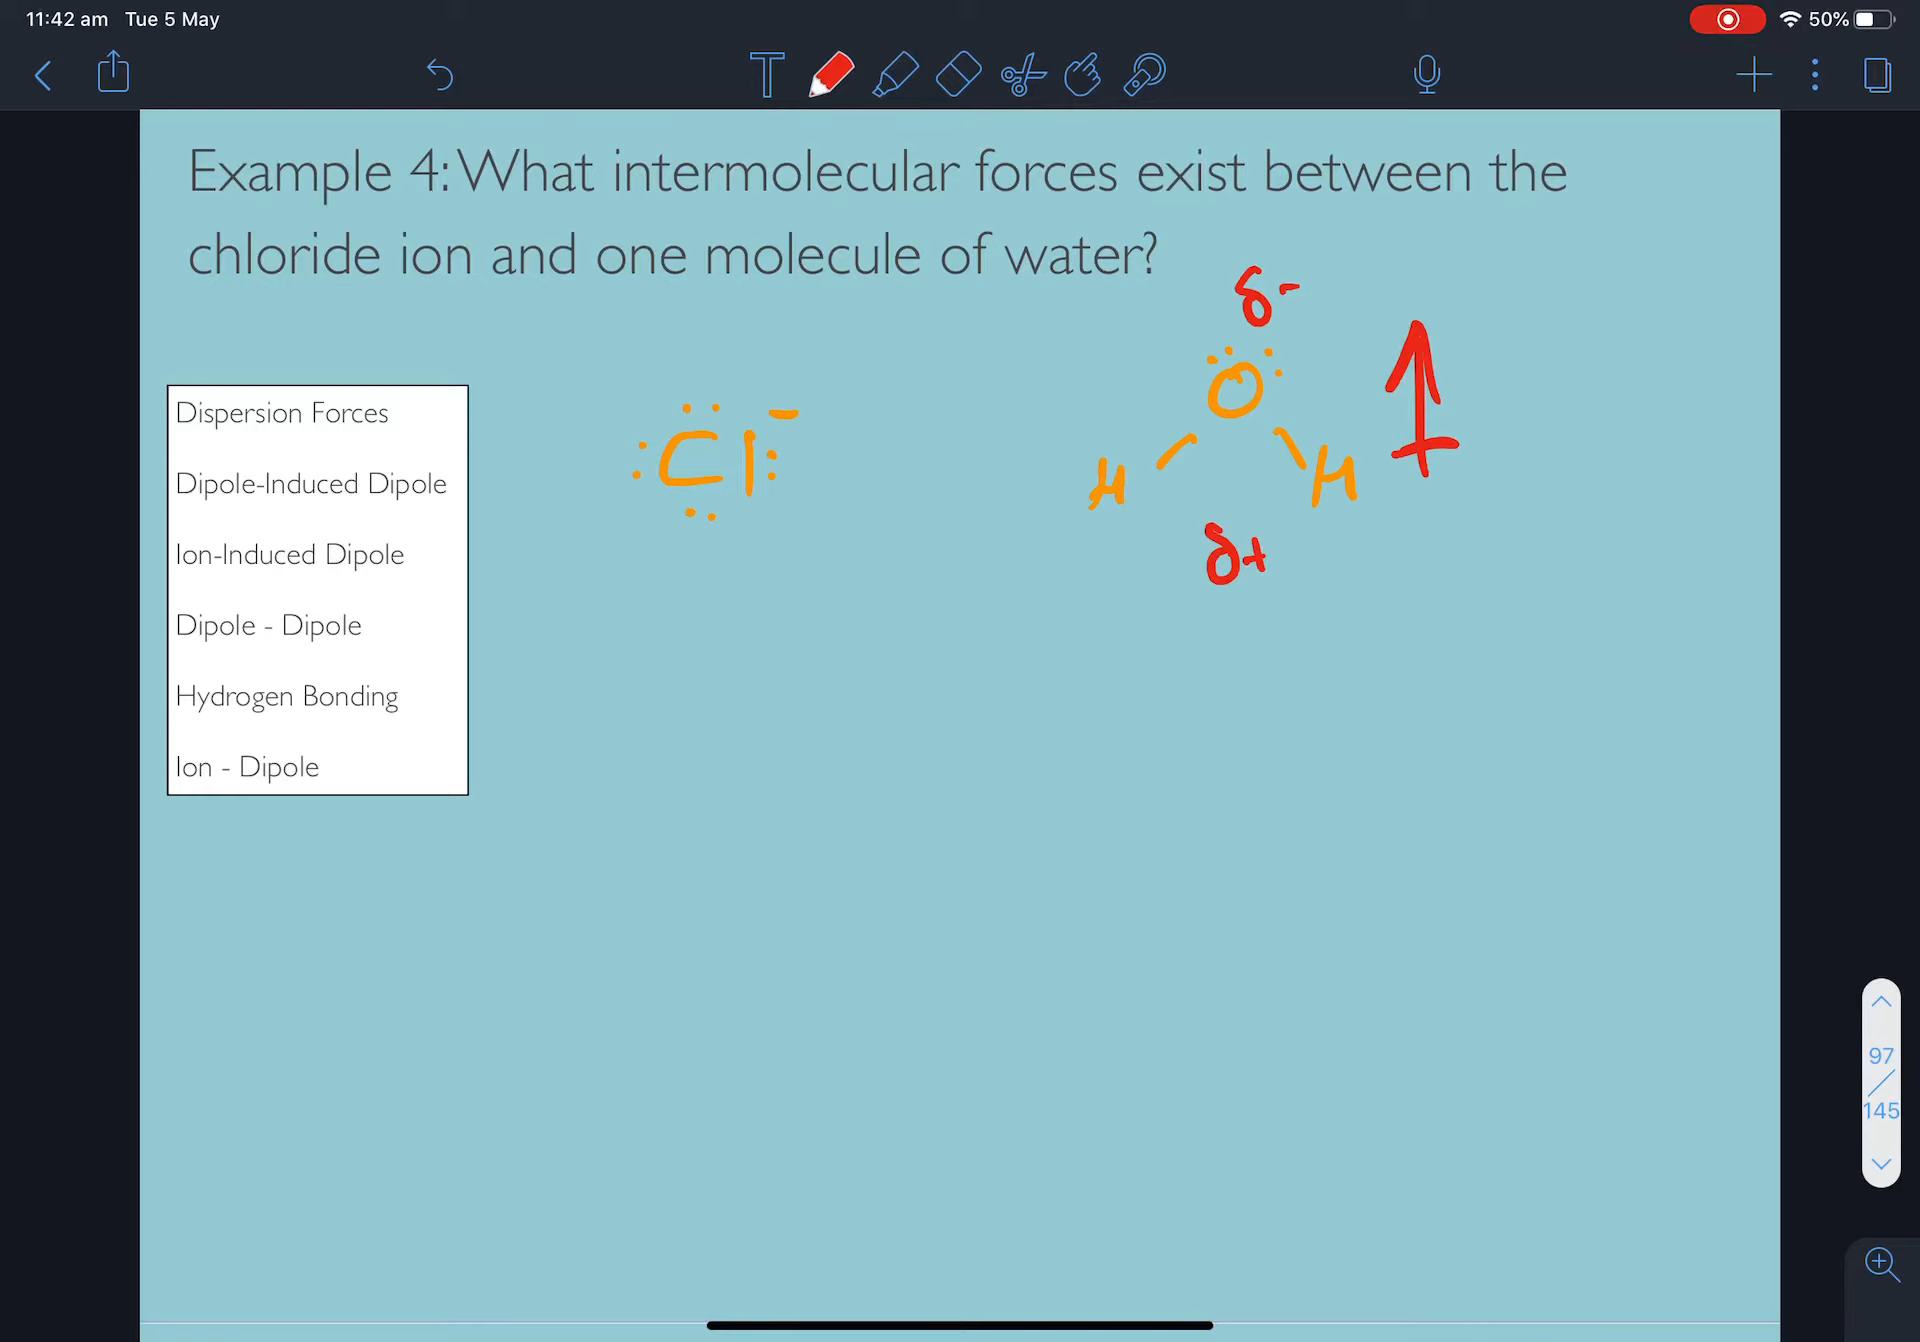 11:42 am Tue 5 May
50%
T
Example 4: What intermolecular forces exist between the
chloride ion and one molecule of water?
δ-
O
Cl-
H H
δ+
Dispersion Forces
Dipole-Induced Dipole
Ion-Induced Dipole
Dipole - Dipole
Hydrogen Bonding
Ion - Dipole
97
145